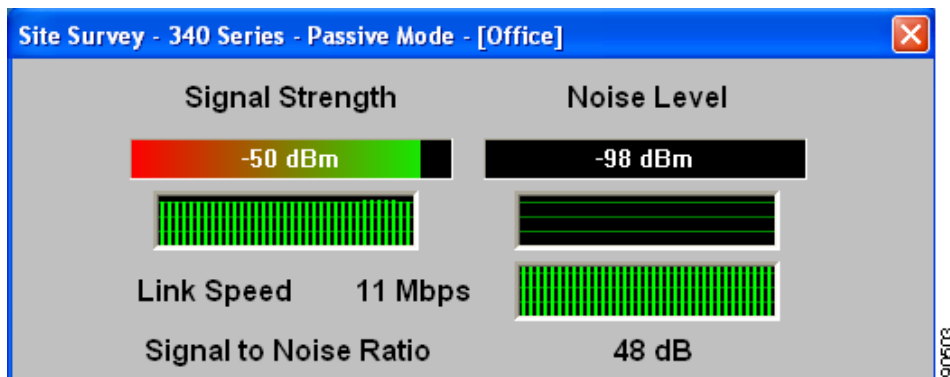 Site Survey - 340 Series - Passive Mode - [Office]
Signal Strength
Noise Level
-50 dBm
-98 dBm
Link Speed
11 Mbps
Signal to Noise Ratio
48 dB
90503